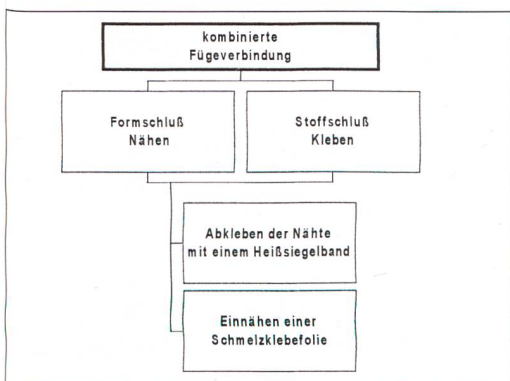 kombinierte
Fügeverbindung
Formschluß
Nähen
Stoffschluß
Kleben
Abkleben der Nähte
mit einem Heißsiegelband
Einnähen einer
Schmelzklebefolie